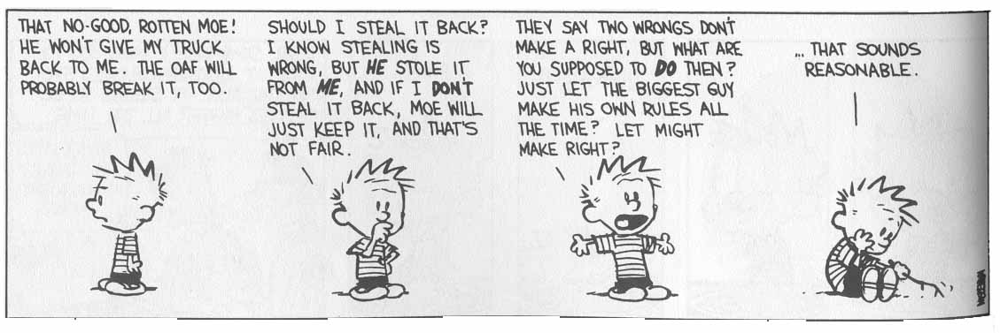 THAT NO-GOOD, ROTTEN MOE!
HE WON'T GIVE MY TRUCK
BACK TO ME. THE OAF WILL
PROBABLY BREAK IT, TOO.
SHOULD I STEAL IT BACK?
I KNOW STEALING IS
WRONG, BUT HE STOLE IT
FROM ME, AND IF I DON'T
STEAL IT BACK, MOE WILL
JUST KEEP IT, AND THAT'S
NOT FAIR.
THEY SAY TWO WRONGS DON'T
MAKE A RIGHT, BUT WHAT ARE
YOU SUPPOSED TO DO THEN?
JUST LET THE BIGGEST GUY
MAKE HIS OWN RULES ALL
THE TIME? LET MIGHT
MAKE RIGHT?
... THAT SOUNDS
REASONABLE.
WATTERSON